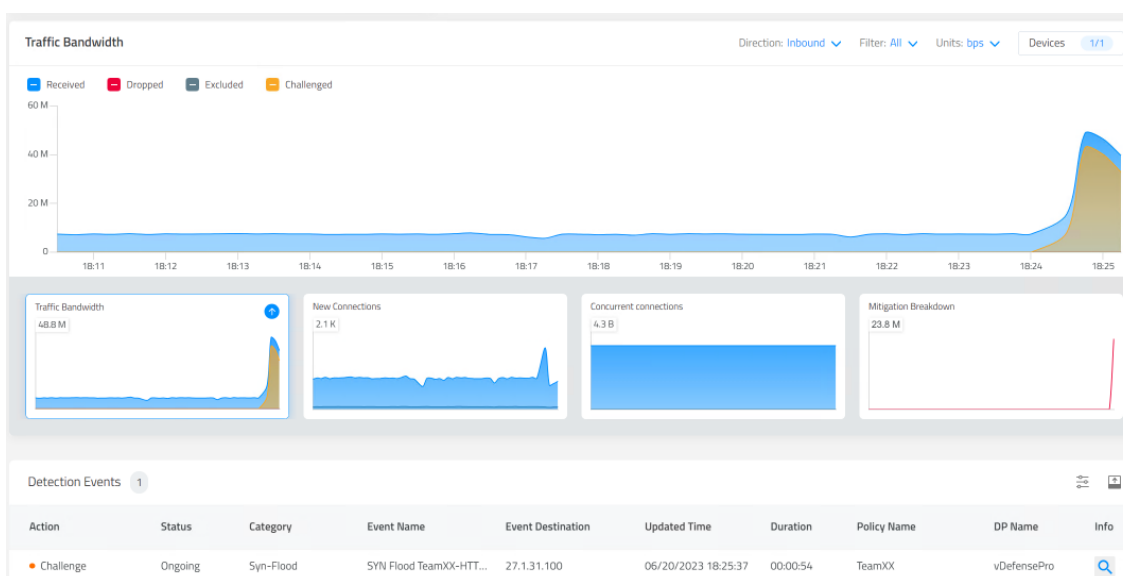 Traffic Bandwidth Direction: Inbound Filter: All Units: bps Devices 1/1
Received Dropped Excluded Challenged
60 M
40 M
20 M
0
18:11 18:12 18:13 18:14 18:15 18:16 18:17 18:18 18:19 18:20 18:21 18:22 18:23 18:24 18:25
Traffic Bandwidth New Connections Concurrent connections Mitigation Breakdown
48.8 M 2.1 K 4.3 B 23.8 M
Detection Events 1
Action Status Category Event Name Event Destination Updated Time Duration Policy Name DP Name Info
Challenge Ongoing Syn-Flood SYN Flood TeamXX-HTT... 27.1.31.100 06/20/2023 18:25:37 00:00:54 TeamXX vDefensePro